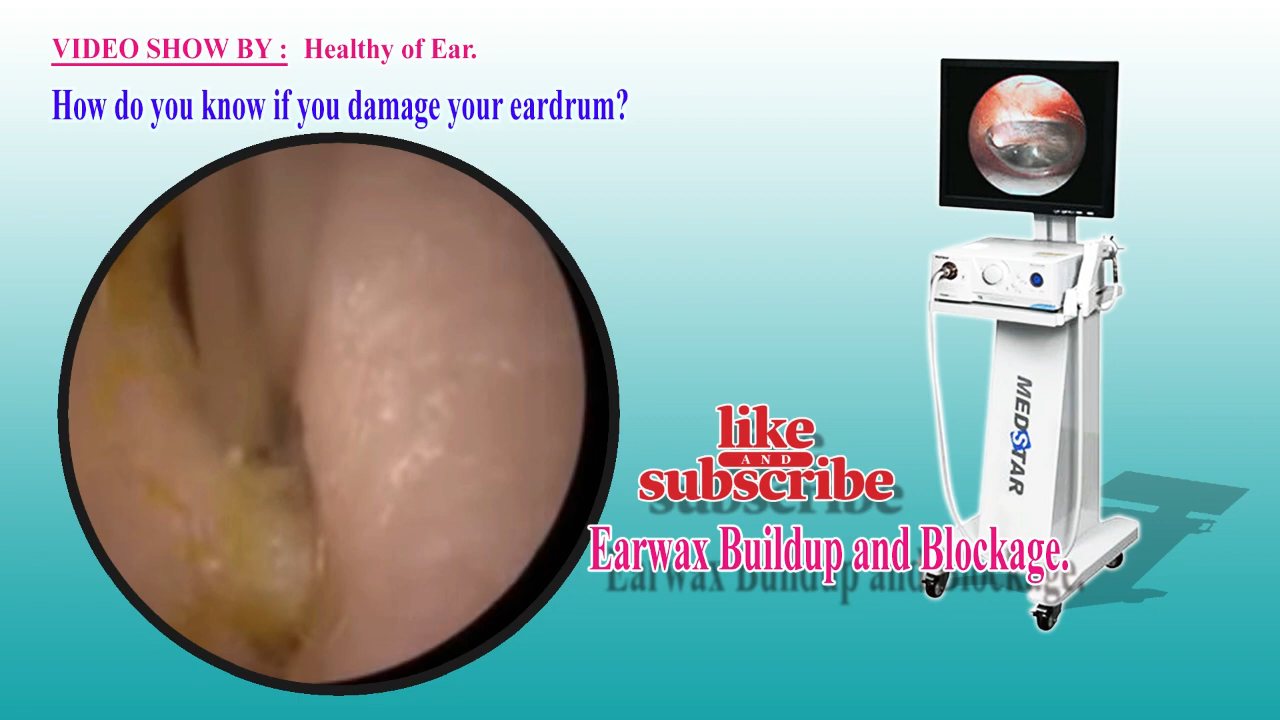 VIDEO SHOW BY : Healthy of Ear.
How do you know if you damage your eardrum?
like
AND
subscribe
Earwax Buildup and Blockage.
MEDSTAR